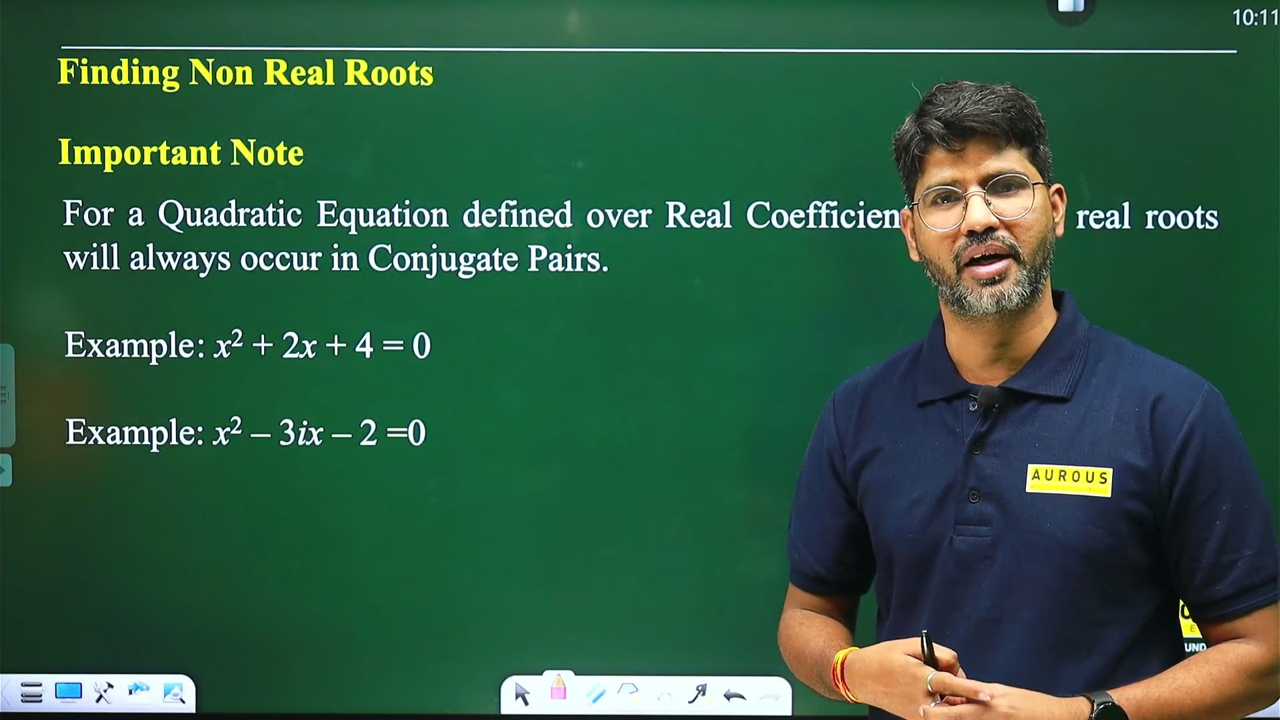 10:11
Finding Non Real Roots
Important Note
For a Quadratic Equation defined over Real Coefficien real roots
will always occur in Conjugate Pairs.
Example: x² + 2x + 4 = 0
Example: x² – 3ix – 2 =0
AUROUS
UND